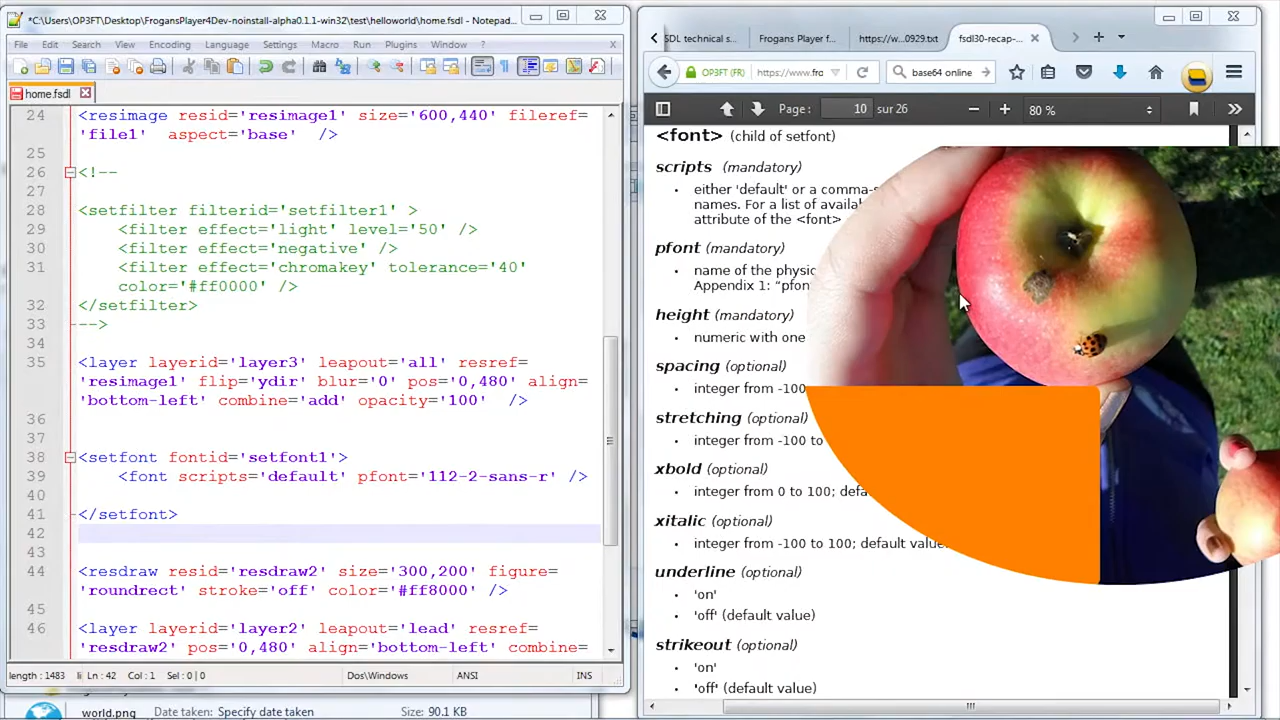 *C:\Users\OP3FT\Desktop\FrogansPlayer4Dev-noinstall-alpha0.1.1-win32\test\helloworld\home.fsdl - Notepad...
File Edit Search View Encoding Language Settings Macro Run Plugins Window ? X
home.fsdl
24 <resimage resid='resimage1' size='600,440' fileref=
'file1' aspect='base' />
25
26 <!--
27
28 <setfilter filterid='setfilter1' >
29 <filter effect='light' level='50' />
30 <filter effect='negative' />
31 <filter effect='chromakey' tolerance='40'
color='#ff0000' />
32 </setfilter>
33 -->
34
35 <layer layerid='layer3' leapout='all' resref=
'resimage1' flip='ydir' blur='0' pos='0,480' align=
'bottom-left' combine='add' opacity='100' />
36
37
38 <setfont fontid='setfont1'>
39 <font scripts='default' pfont='112-2-sans-r' />
40
41 </setfont>
42
43
44 <resdraw resid='resdraw2' size='300,200' figure=
'roundrect' stroke='off' color='#ff8000' />
45
46 <layer layerid='layer2' leapout='lead' resref=
'resdraw2' pos='0,480' align='bottom-left' combine=
length : 1483 li Ln : 42 Col : 1 Sel : 0 | 0 Dos\Windows ANSI INS
world.png Date taken: Specify date taken Size: 90.1 KB
SDL technical s... Frogans Player f... https://w...0929.txt fsdl30-recap-...
OP3FT (FR) https://www.fro base64 online
Page : 10 sur 26 80 %
<font> (child of setfont)
scripts (mandatory)
• either 'default' or a comma-s
names. For a list of availab
attribute of the <font>
pfont (mandatory)
• name of the physic
Appendix 1: "pfon
height (mandatory)
• numeric with one
spacing (optional)
• integer from -100
stretching (optional)
• integer from -100 to
xbold (optional)
• integer from 0 to 100; defa
xitalic (optional)
• integer from -100 to 100; default value:
underline (optional)
• 'on'
• 'off' (default value)
strikeout (optional)
• 'on'
• 'off' (default value)